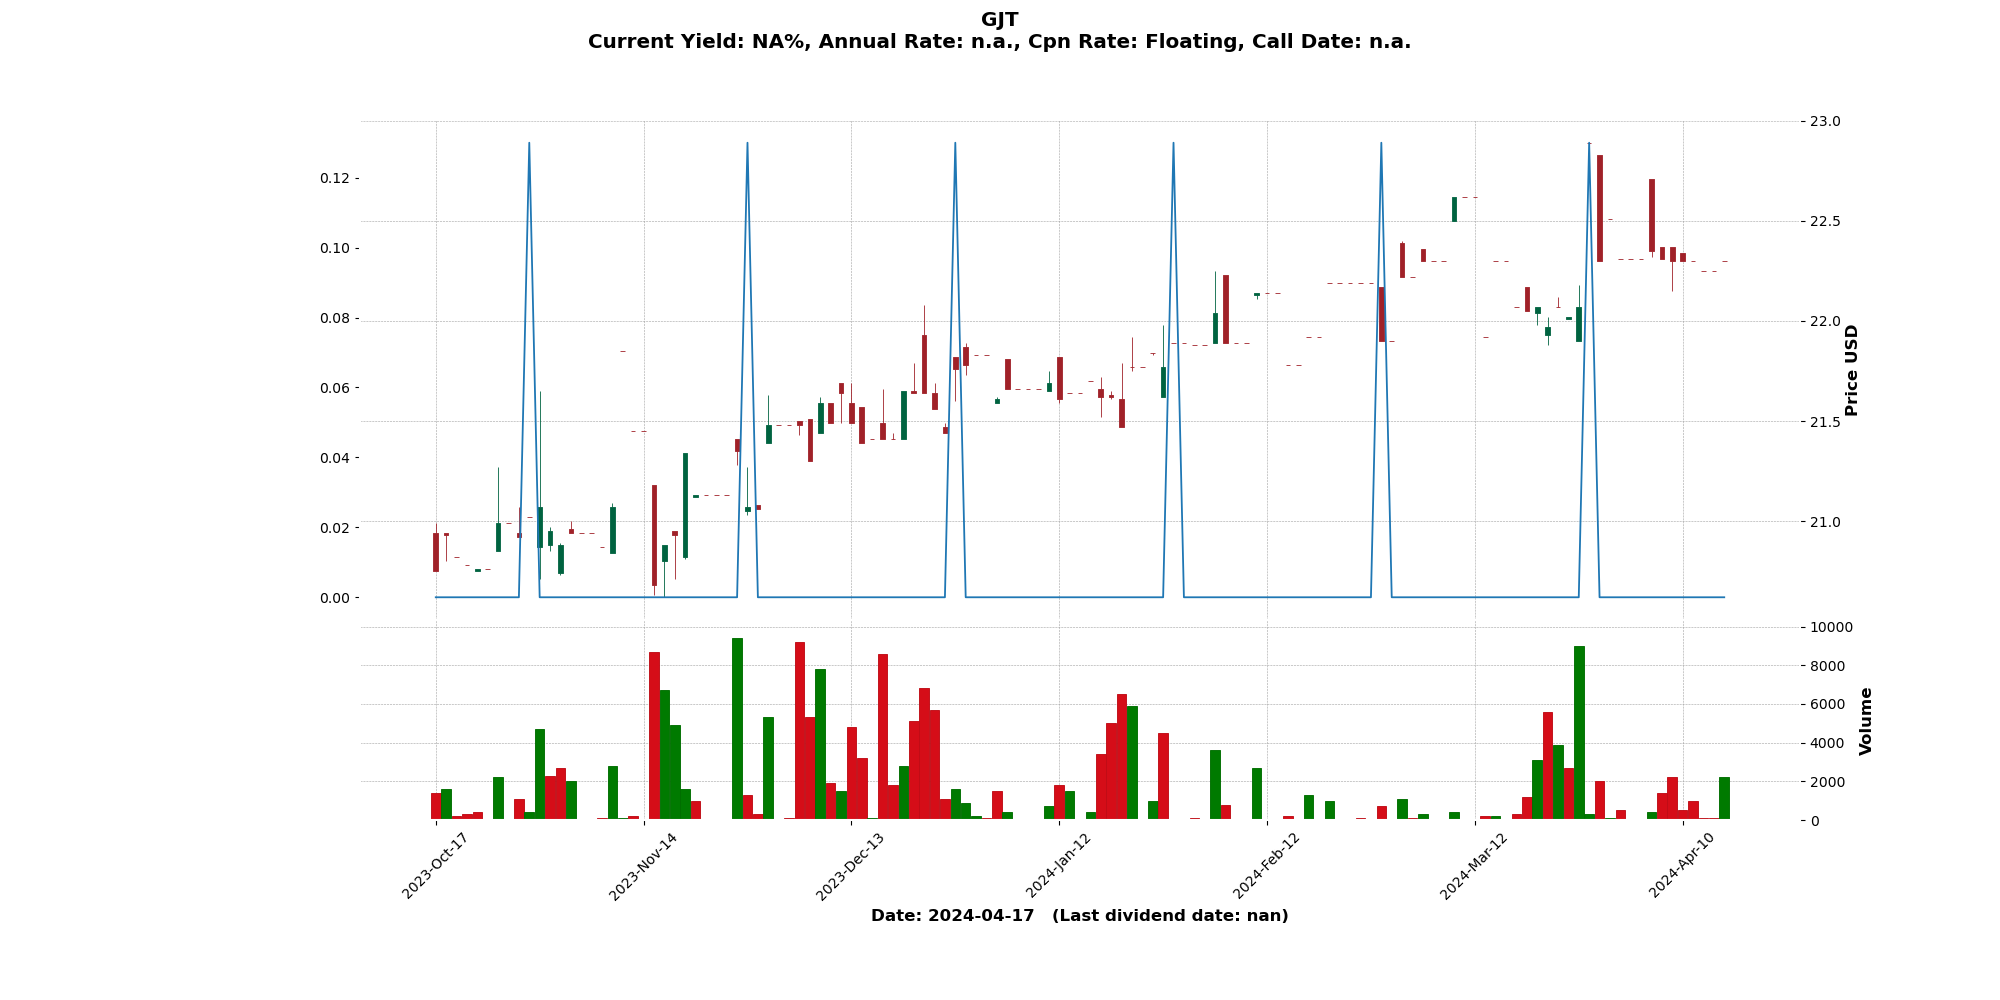 GJT
Current Yield: NA%, Annual Rate: n.a., Cpn Rate: Floating, Call Date: n.a.
0.12
0.10
0.08
0.06
0.04
0.02
0.00
23.0
22.5
22.0
21.5
21.0
Price USD
10000
8000
6000
4000
2000
0
Volume
2023-Oct-17
2023-Nov-14
2023-Dec-13
2024-Jan-12
2024-Feb-12
2024-Mar-12
2024-Apr-10
Date: 2024-04-17   (Last dividend date: nan)